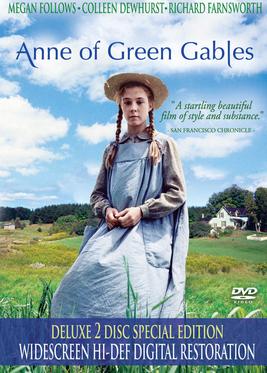 MEGAN FOLLOWS • COLLEEN DEWHURST • RICHARD FARNSWORTH
Anne of Green Gables
"A startling beautiful
film of style and substance."
- SAN FRANCISCO CHRONICLE -
DVD
VIDEO
DELUXE 2 DISC SPECIAL EDITION
WIDESCREEN HI-DEF DIGITAL RESTORATION